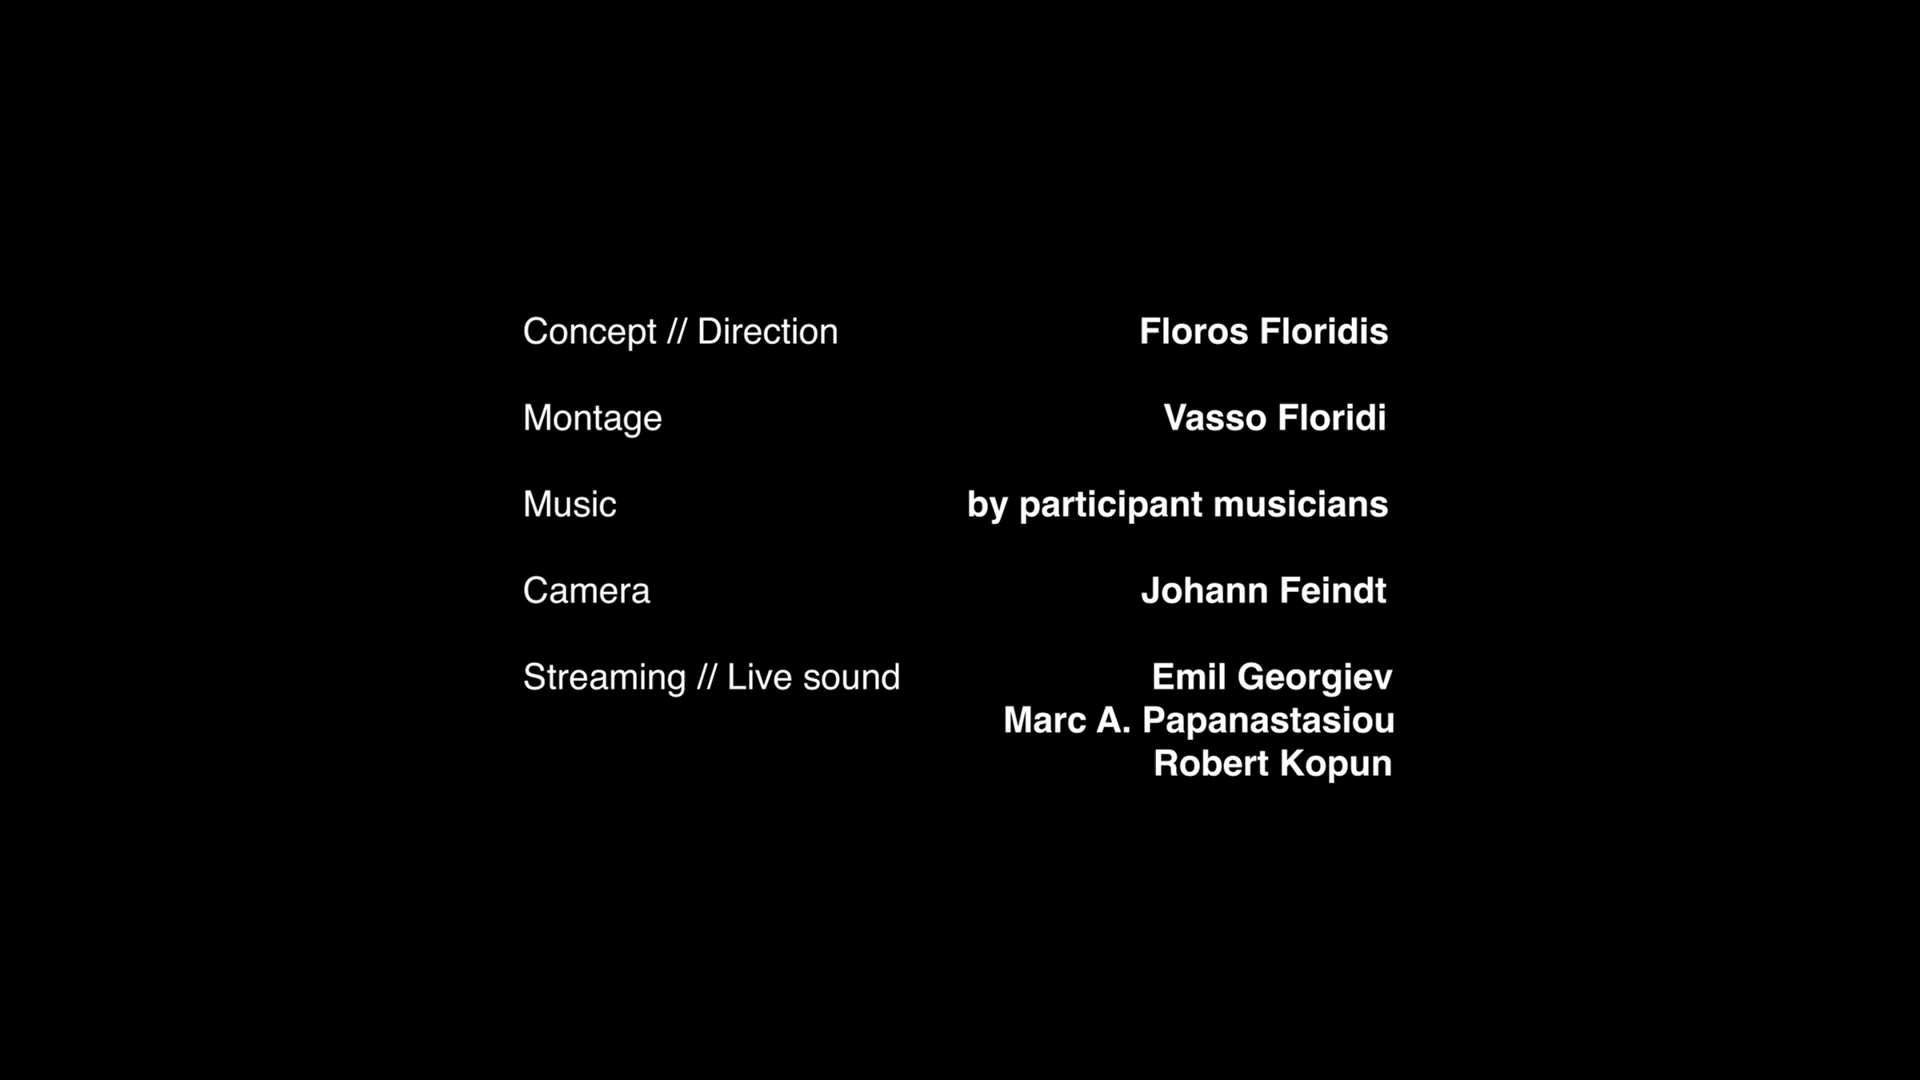 Concept // Direction Floros Floridis
Montage Vasso Floridi
Music by participant musicians
Camera Johann Feindt
Streaming // Live sound Emil Georgiev
Marc A. Papanastasiou
Robert Kopun